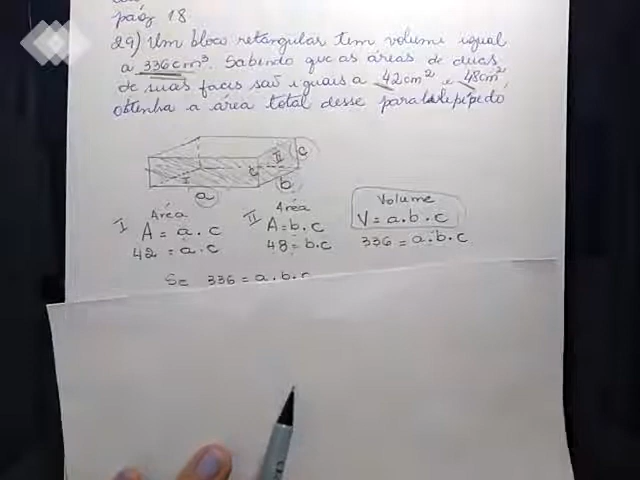 pág 18
29) Um bloco retangular tem volume igual
a 336cm³. Sabendo que as áreas de duas
de suas faces são iguais a 42cm² e 48cm²,
obtenha a área total desse paralelepípedo
c
II
c
I
b
a
I Área
A = a.c
42 = a.c
II Área
A = b.c
48 = b.c
Volume
V = a.b.c
336 = a.b.c
S= 336 = a.b.c